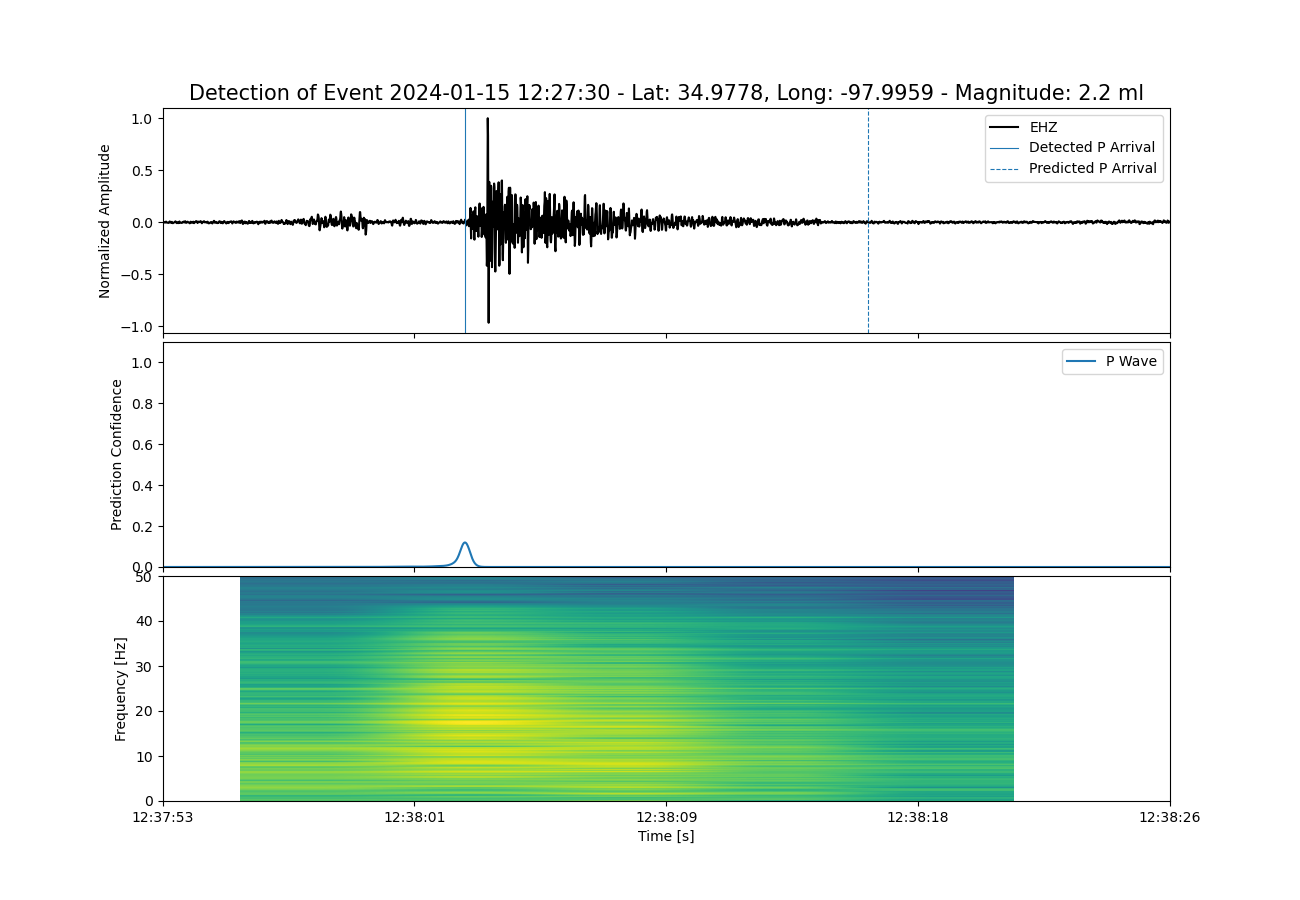 Detection of Event 2024-01-15 12:27:30 - Lat: 34.9778, Long: -97.9959 - Magnitude: 2.2 ml
1.0
0.5
0.0
−0.5
−1.0
Normalized Amplitude
EHZ
Detected P Arrival
Predicted P Arrival
1.0
0.8
0.6
0.4
0.2
0.0
Prediction Confidence
P Wave
50
40
30
20
10
0
Frequency [Hz]
12:37:53 12:38:01 12:38:09 12:38:18 12:38:26
Time [s]